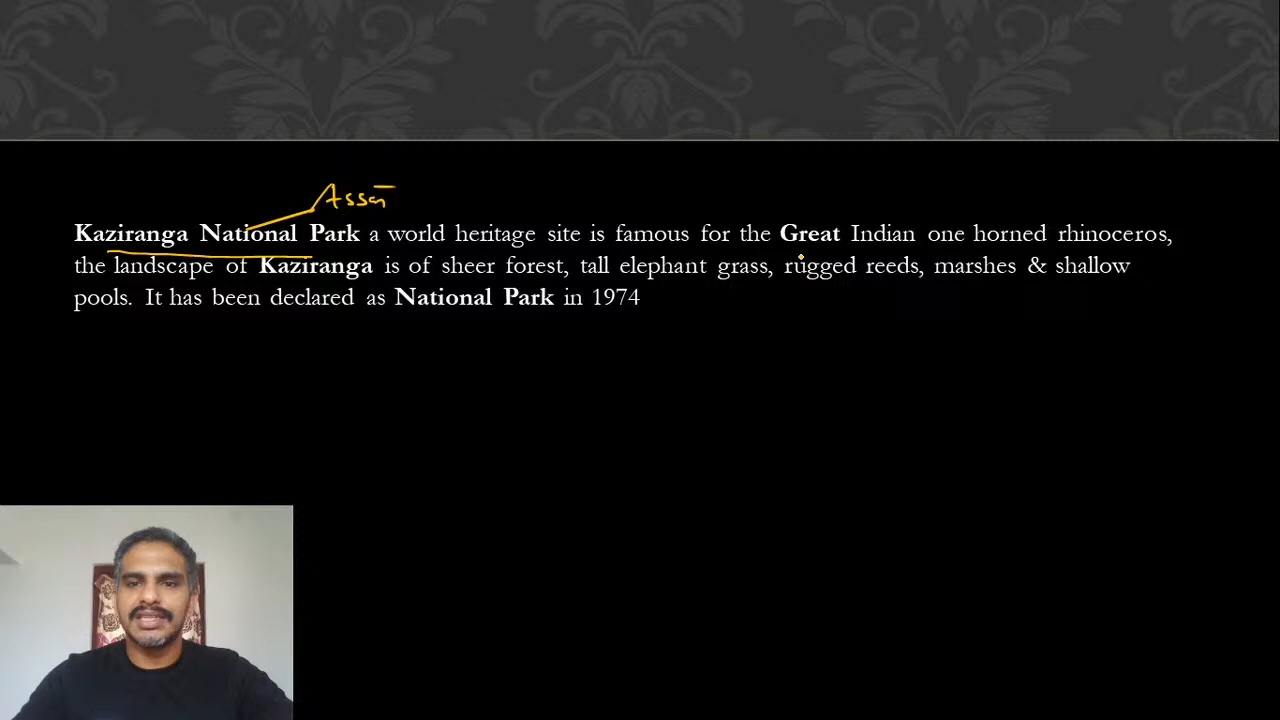 Assa
Kaziranga National Park a world heritage site is famous for the Great Indian one horned rhinoceros,
the landscape of Kaziranga is of sheer forest, tall elephant grass, rugged reeds, marshes & shallow
pools. It has been declared as National Park in 1974